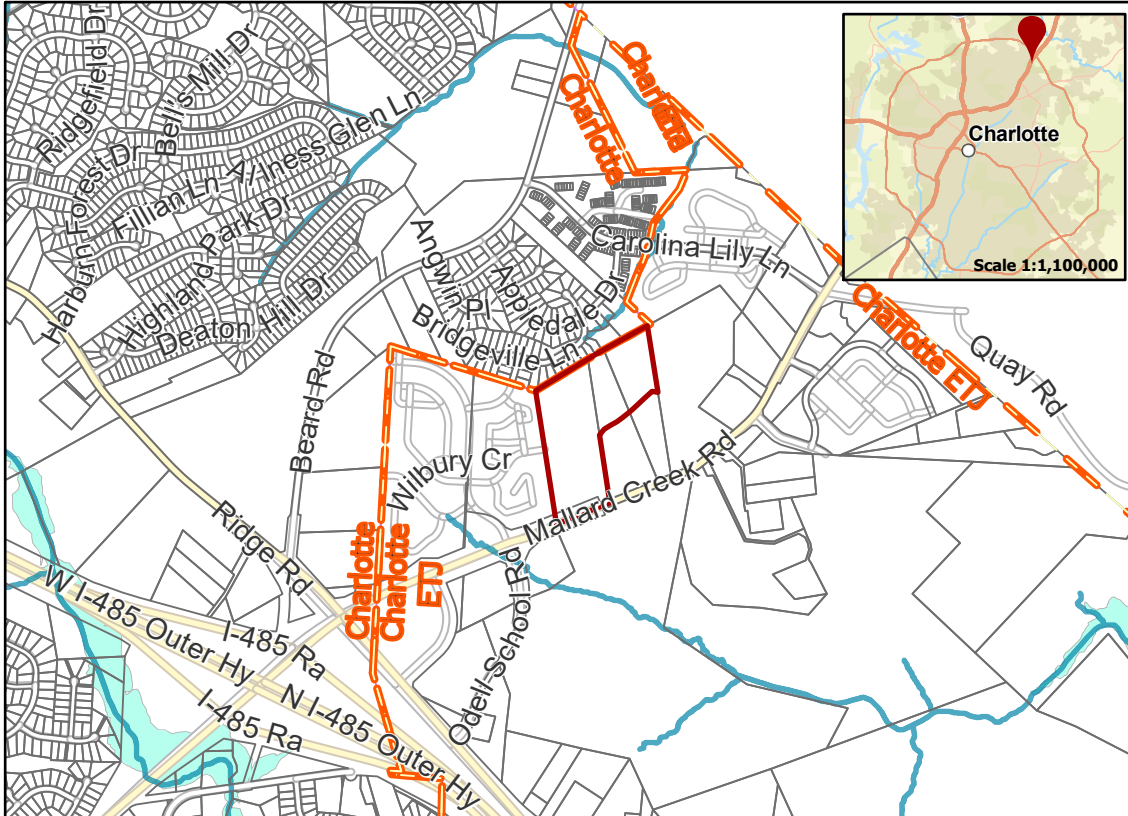 Ridgefield Dr
Bell's Mill Dr
Harburn Forest Dr
Fillian Ln
A/Iness Glen Ln
Highland Park Dr
Deaton Hill Dr
Beard Rd
Angwin
Pl
Appledale Dr
Bridgeville Ln
Carolina Lily Ln
Charlotte
Charlotte
Charlotte ETJ
Quay Rd
Wilbury Cr
Mallard Creek Rd
Ridge Rd
Charlotte
Charlotte
ETJ
Odell School Rd
W I-485 Outer Hy
I-485 Ra
N I-485 Outer Hy
I-485 Ra
Charlotte
Scale 1:1,100,000